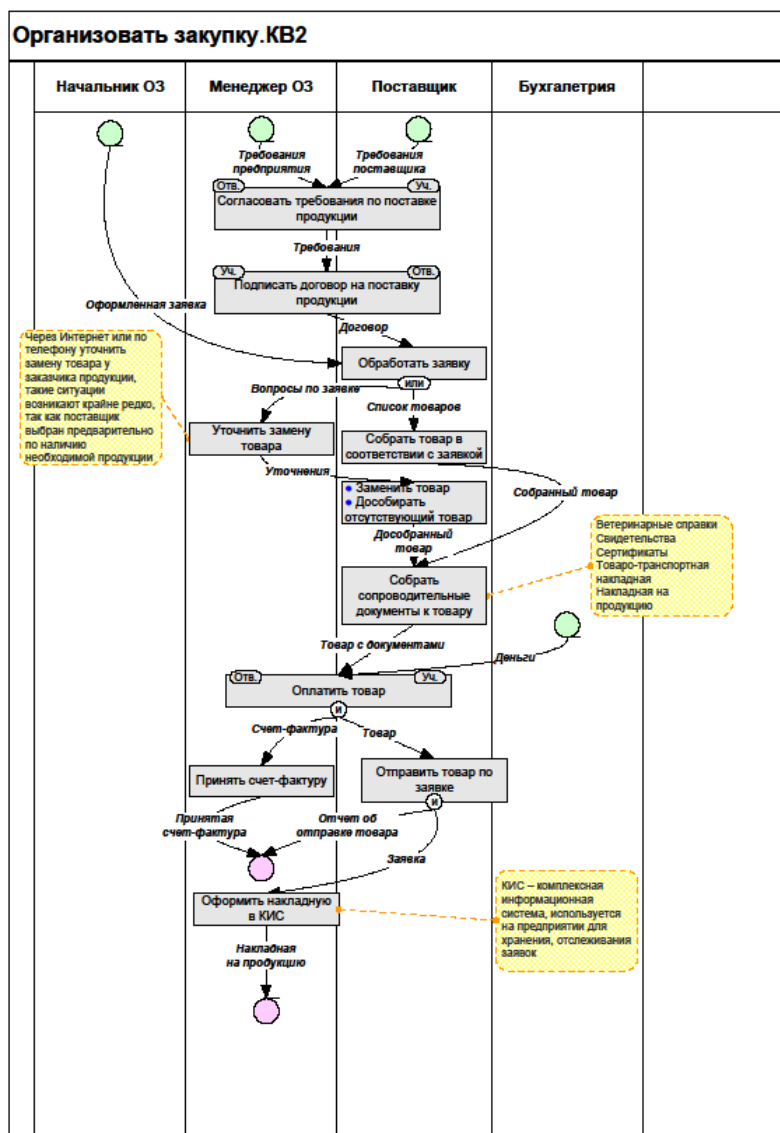 Организовать закупку.КВ2
Начальник ОЗ
Менеджер ОЗ
Поставщик
Бухгалетрия
Требования
предприятия
Требования
поставщика
Отв.
Уч.
Согласовать требования по поставке
продукции
Требования
Уч.
Отв.
Подписать договор на поставку
продукции
Оформленная заявка
Договор
Через Интернет или по
телефону уточнить
замену товара у
заказчика продукции,
такие ситуации
возникают крайне редко,
так как поставщик
выбран предварительно
по наличию
необходимой продукции
Обработать заявку
или
Вопросы по заявке
Список товаров
Уточнить замену
товара
Собрать товар в
соответствии с заявкой
Уточнения
Заменить товар
Дособирать
отсутствующий товар
Собранный товар
Дособранный
товар
Ветеринарные справки
Свидетельства
Сертификаты
Товаро-транспортная
накладная
Накладная на
продукцию
Собрать
сопроводительные
документы к товару
Товар с документами
Деньги
Отв.
Уч.
Оплатить товар
и
Счет-фактура
Товар
Принять счет-фактуру
Отправить товар по
заявке
и
Принятая
счет-фактура
Отчет об
отправке товара
Заявка
Оформить накладную
в КИС
КИС – комплексная
информационная
система, используется
на предприятии для
хранения, отслеживания
заявок
Накладная
на продукцию